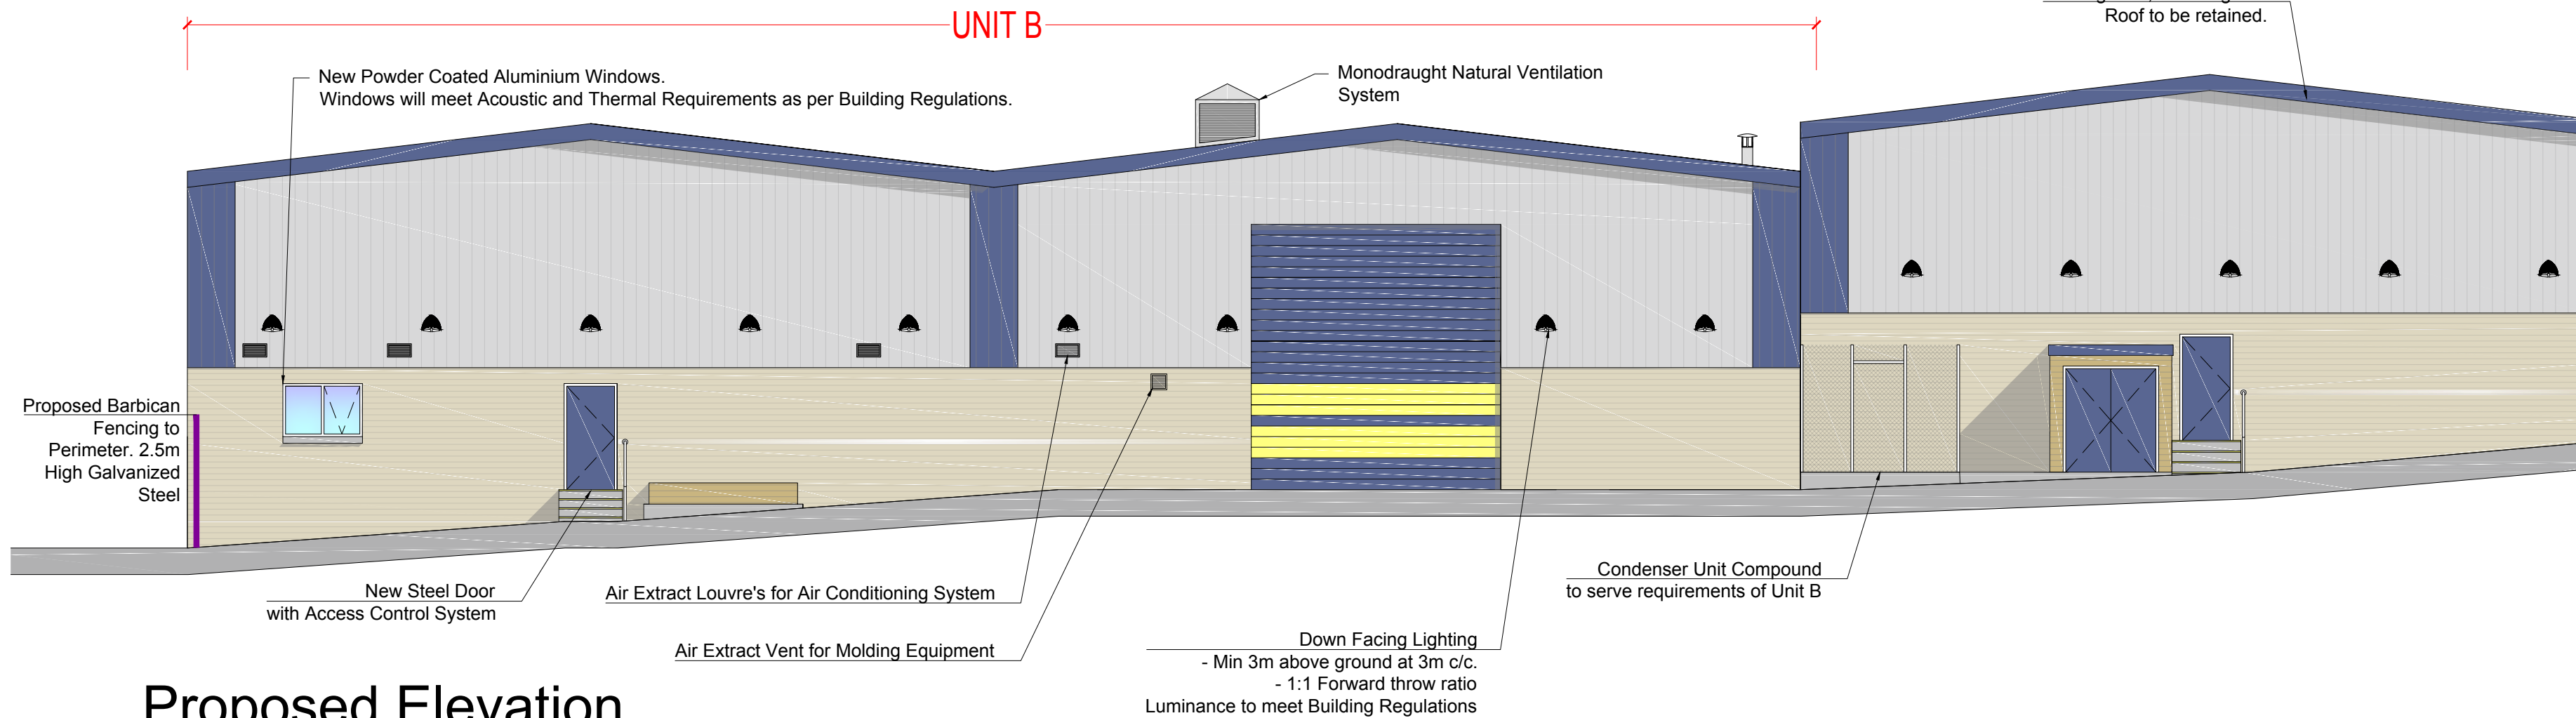 UNIT B
Roof to be retained.
New Powder Coated Aluminium Windows.
Windows will meet Acoustic and Thermal Requirements as per Building Regulations.
Monodraught Natural Ventilation
System
Proposed Barbican
Fencing to
Perimeter. 2.5m
High Galvanized
Steel
New Steel Door
with Access Control System
Air Extract Louvre's for Air Conditioning System
Air Extract Vent for Molding Equipment
Down Facing Lighting
- Min 3m above ground at 3m c/c.
- 1:1 Forward throw ratio
Luminance to meet Building Regulations
Condenser Unit Compound
to serve requirements of Unit B
Proposed Elevation